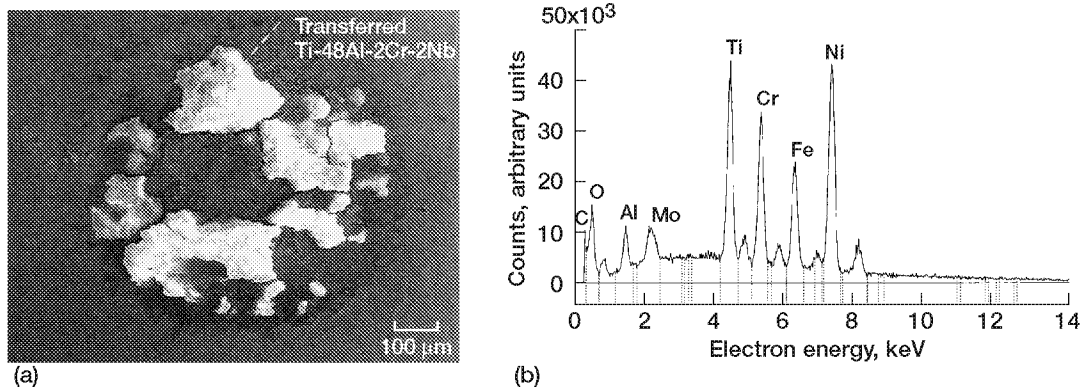 Transferred
Ti-48Al-2Cr-2Nb
100 µm
(a)
50x10³
40
30
20
10
0
Counts, arbitrary units
C
O
Al
Mo
Ti
Cr
Fe
Ni
0 2 4 6 8 10 12 14
Electron energy, keV
(b)